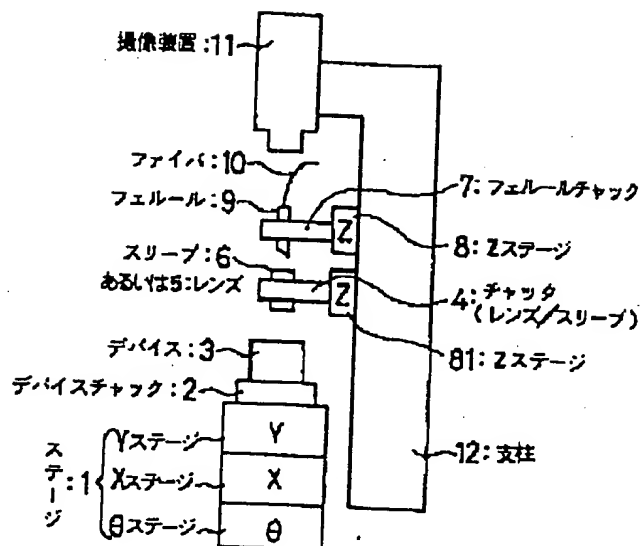 撮像装置:11
ファイバ:10
フェルール:9
7:フェルールチャック
Z
8:Zステージ
スリーブ:6
あるいは5:レンズ
Z
4:チャッタ
(レンズ/スリーブ)
デバイス:3
81:Zステージ
デバイスチャック:2
ステージ:1
Yステージ
Y
Xステージ
X
θステージ
θ
12:支柱